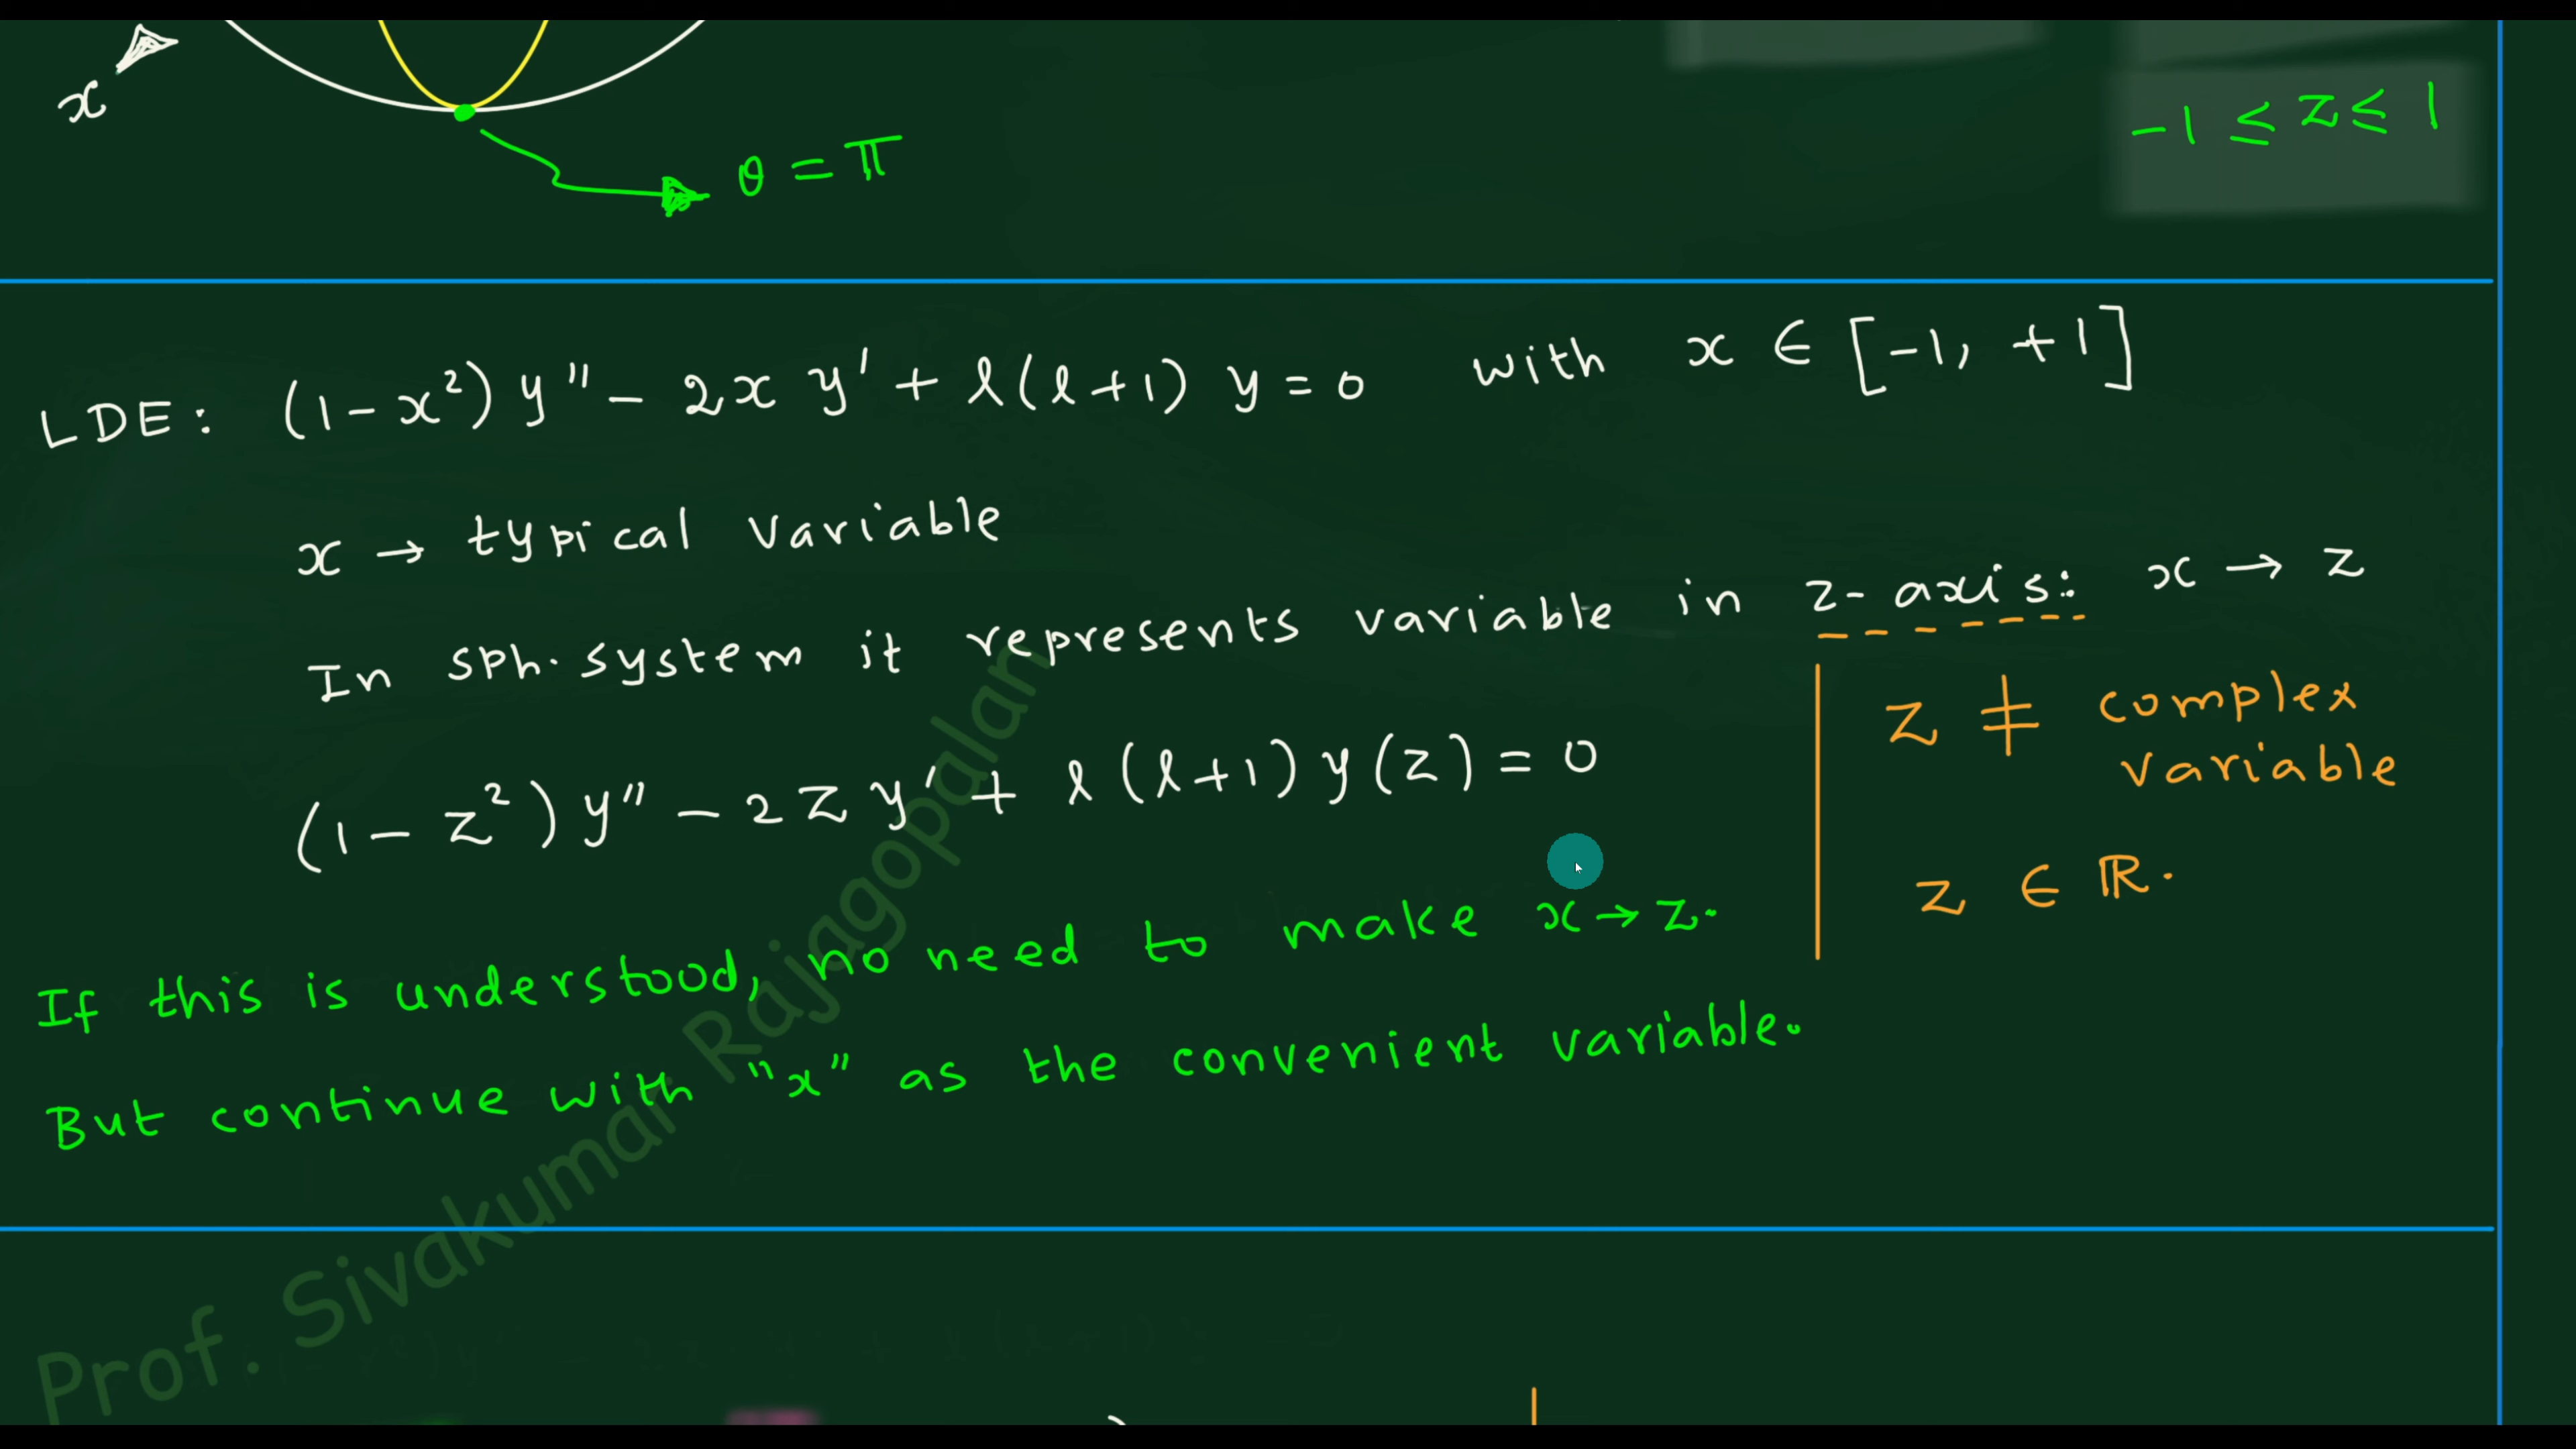 x
θ = π
-1 ≤ z ≤ 1
LDE: (1-x²) y'' - 2x y' + l(l+1) y = 0 with x ∈ [-1, +1]
x → typical variable
In sph. system it represents variable in z-axis: x → z
(1 - z²) y'' - 2z y' + l(l+1) y(z) = 0
z ≠ complex
variable
z ∈ ℝ.
If this is understood, no need to make x → z.
But continue with "x" as the convenient variable.
Prof. Sivakumar Rajagopalan